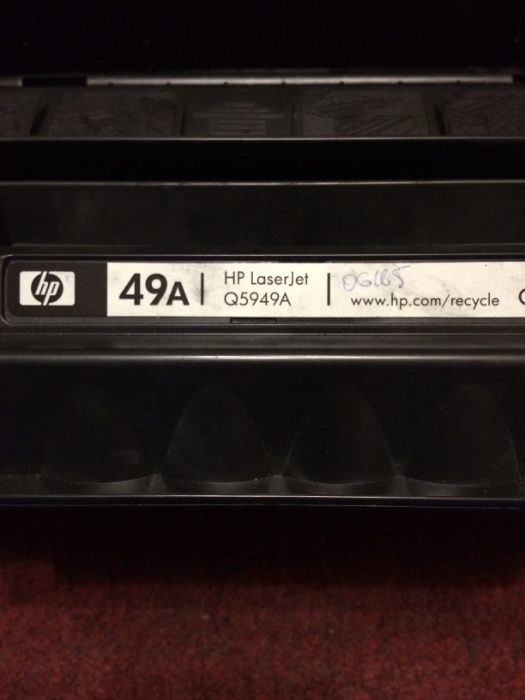 hp
49A | HP LaserJet
Q5949A
www.hp.com/recycle